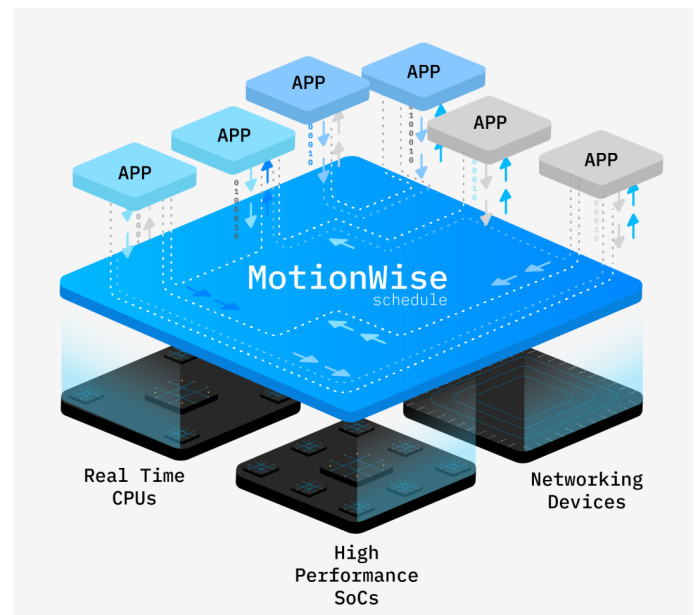 APP
APP
APP
APP
APP
APP
MotionWise
schedule
Real Time
CPUs
High
Performance
SoCs
Networking
Devices